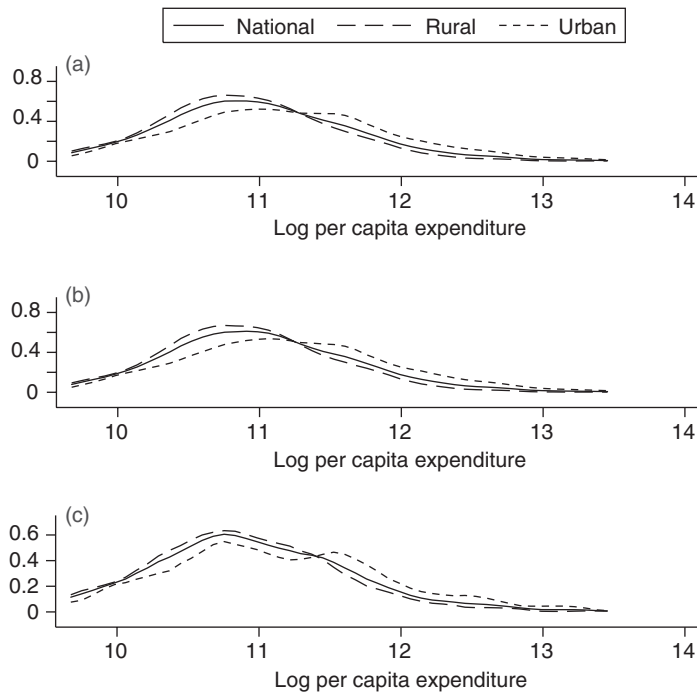 National Rural Urban
(a)
0.8
0.4
0
10 11 12 13 14
Log per capita expenditure
(b)
0.8
0.4
0
10 11 12 13 14
Log per capita expenditure
(c)
0.6
0.4
0.2
0
10 11 12 13 14
Log per capita expenditure